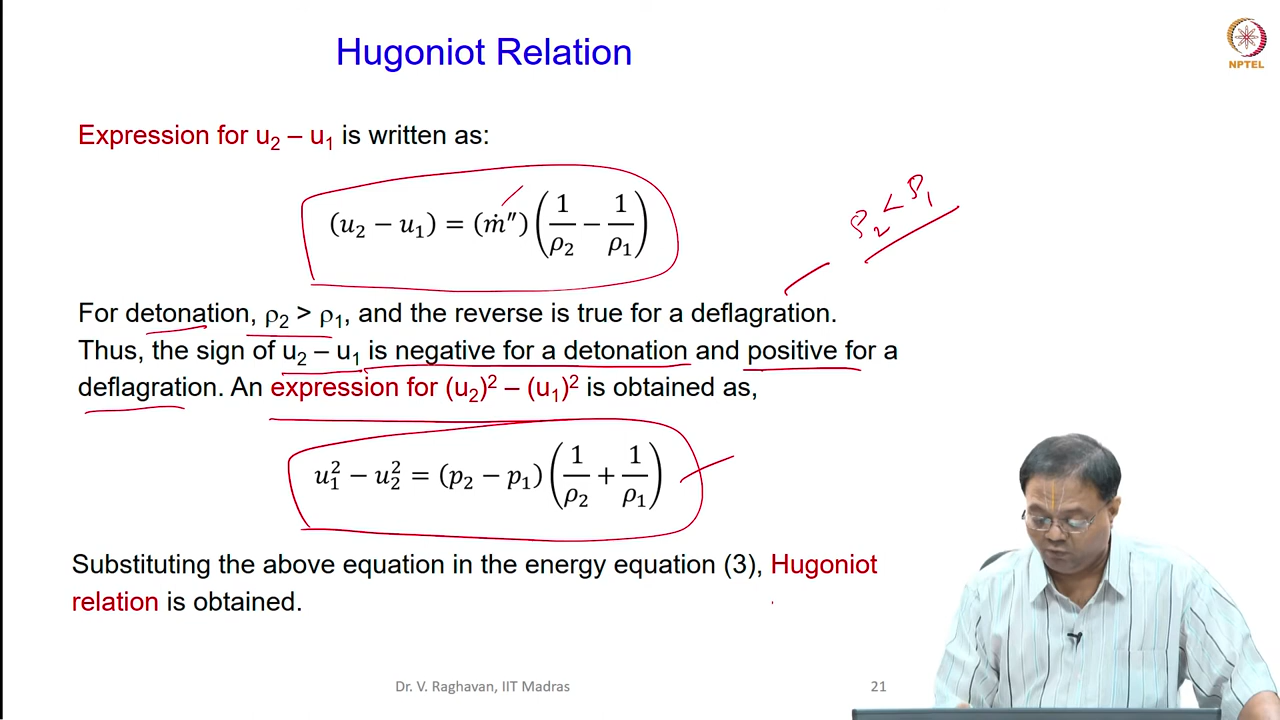 Hugoniot Relation
NPTEL
Expression for u₂ – u₁ is written as:
(u₂ − u₁) = (ṁ″) (1/ρ₂ − 1/ρ₁)
ρ₂ < ρ₁
For detonation, ρ₂ > ρ₁, and the reverse is true for a deflagration.
Thus, the sign of u₂ – u₁ is negative for a detonation and positive for a
deflagration. An expression for (u₂)² – (u₁)² is obtained as,
u₁² − u₂² = (p₂ − p₁) (1/ρ₂ + 1/ρ₁)
Substituting the above equation in the energy equation (3), Hugoniot
relation is obtained.
Dr. V. Raghavan, IIT Madras
21